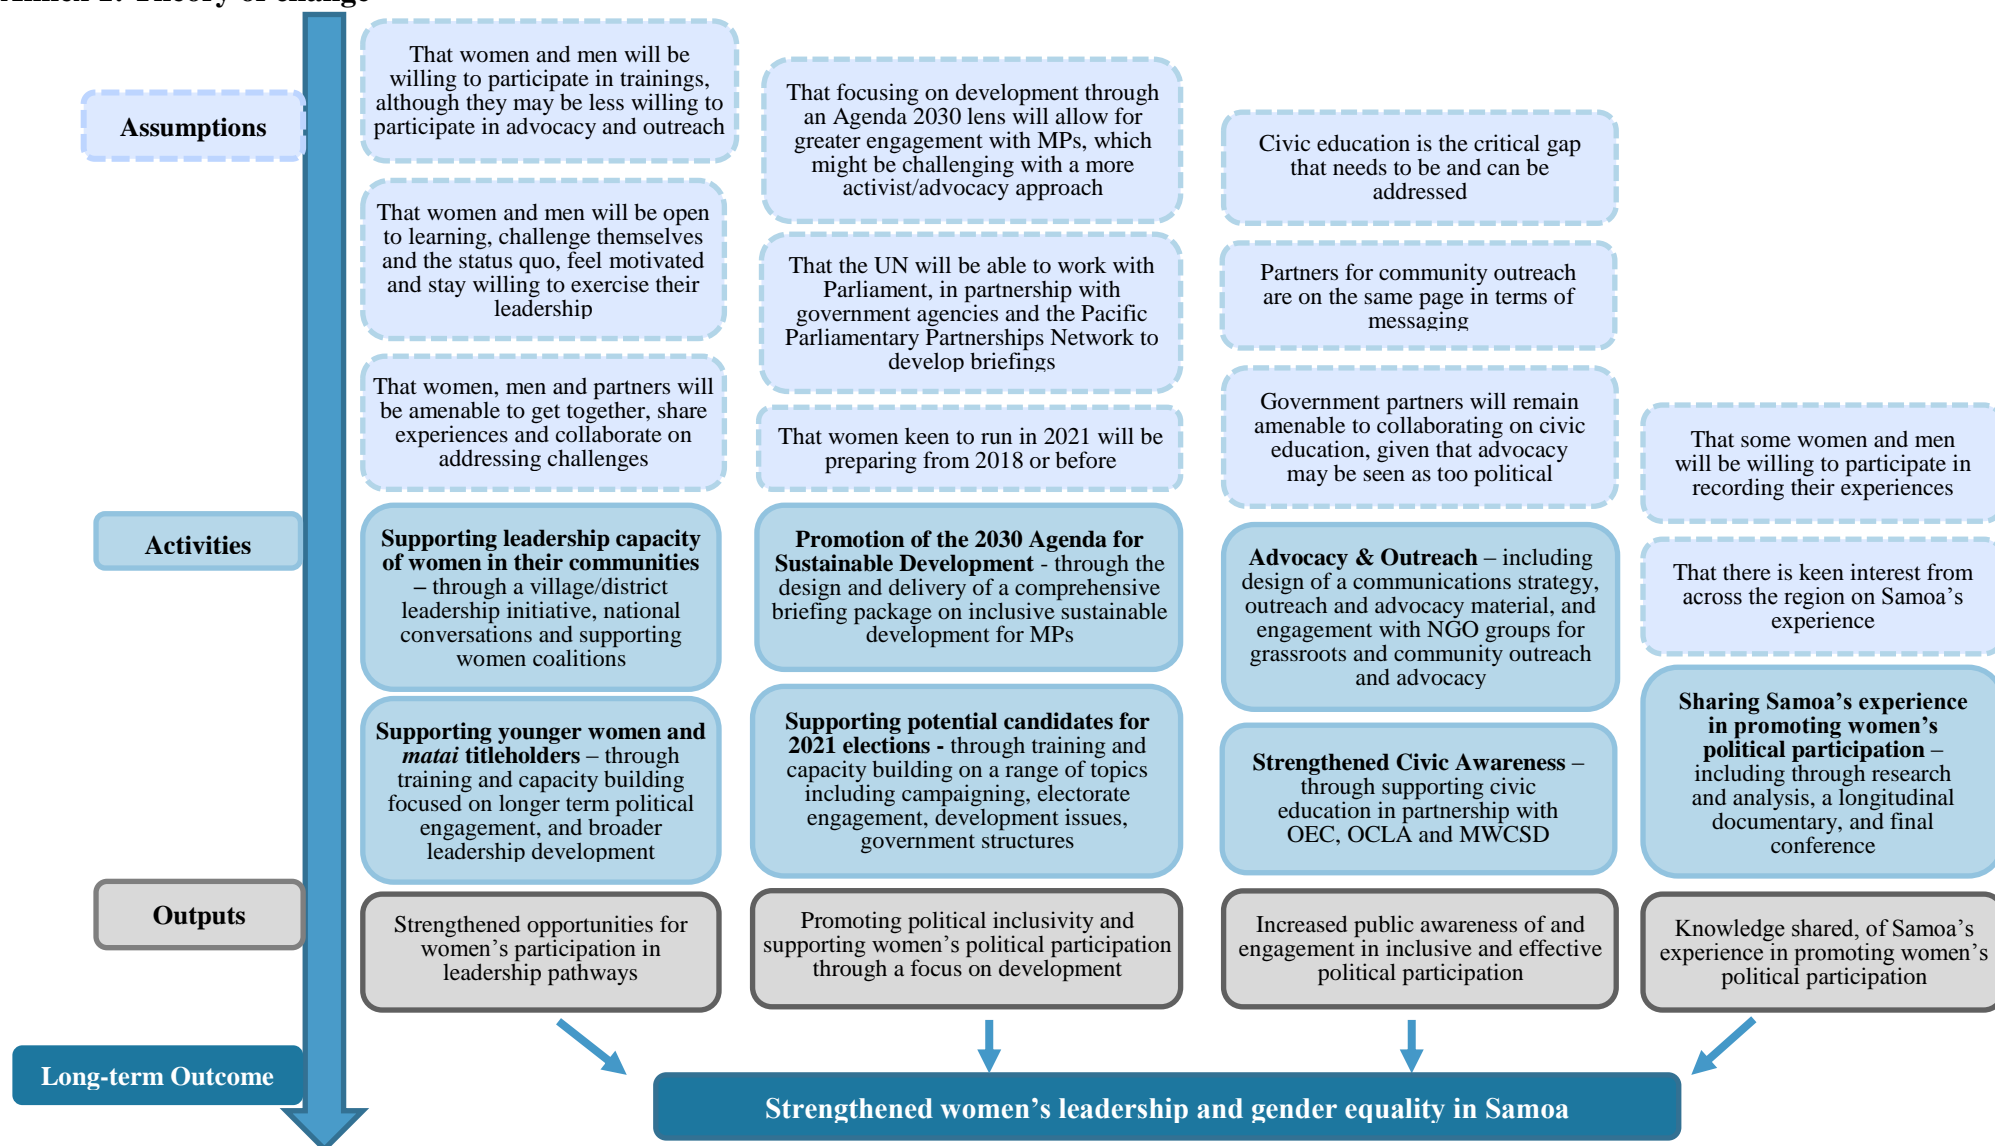 Annex 2: Theory of change
Assumptions
That women and men will be
willing to participate in trainings,
although they may be less willing to
participate in advocacy and outreach
That women and men will be open
to learning, challenge themselves
and the status quo, feel motivated
and stay willing to exercise their
leadership
That women, men and partners will
be amenable to get together, share
experiences and collaborate on
addressing challenges
That focusing on development through
an Agenda 2030 lens will allow for
greater engagement with MPs, which
might be challenging with a more
activist/advocacy approach
That the UN will be able to work with
Parliament, in partnership with
government agencies and the Pacific
Parliamentary Partnerships Network to
develop briefings
That women keen to run in 2021 will be
preparing from 2018 or before
Civic education is the critical gap
that needs to be and can be
addressed
Partners for community outreach
are on the same page in terms of
messaging
Government partners will remain
amenable to collaborating on civic
education, given that advocacy
may be seen as too political
That some women and men
will be willing to participate in
recording their experiences
That there is keen interest from
across the region on Samoa’s
experience
Activities
Supporting leadership capacity
of women in their communities
– through a village/district
leadership initiative, national
conversations and supporting
women coalitions
Supporting younger women and
matai titleholders – through
training and capacity building
focused on longer term political
engagement, and broader
leadership development
Promotion of the 2030 Agenda for
Sustainable Development - through the
design and delivery of a comprehensive
briefing package on inclusive sustainable
development for MPs
Supporting potential candidates for
2021 elections - through training and
capacity building on a range of topics
including campaigning, electorate
engagement, development issues,
government structures
Advocacy & Outreach – including
design of a communications strategy,
outreach and advocacy material, and
engagement with NGO groups for
grassroots and community outreach
and advocacy
Strengthened Civic Awareness –
through supporting civic
education in partnership with
OEC, OCLA and MWCSD
Sharing Samoa’s experience
in promoting women’s
political participation –
including through research
and analysis, a longitudinal
documentary, and final
conference
Outputs
Strengthened opportunities for
women’s participation in
leadership pathways
Promoting political inclusivity and
supporting women’s political participation
through a focus on development
Increased public awareness of and
engagement in inclusive and effective
political participation
Knowledge shared, of Samoa’s
experience in promoting women’s
political participation
Long-term Outcome
Strengthened women’s leadership and gender equality in Samoa